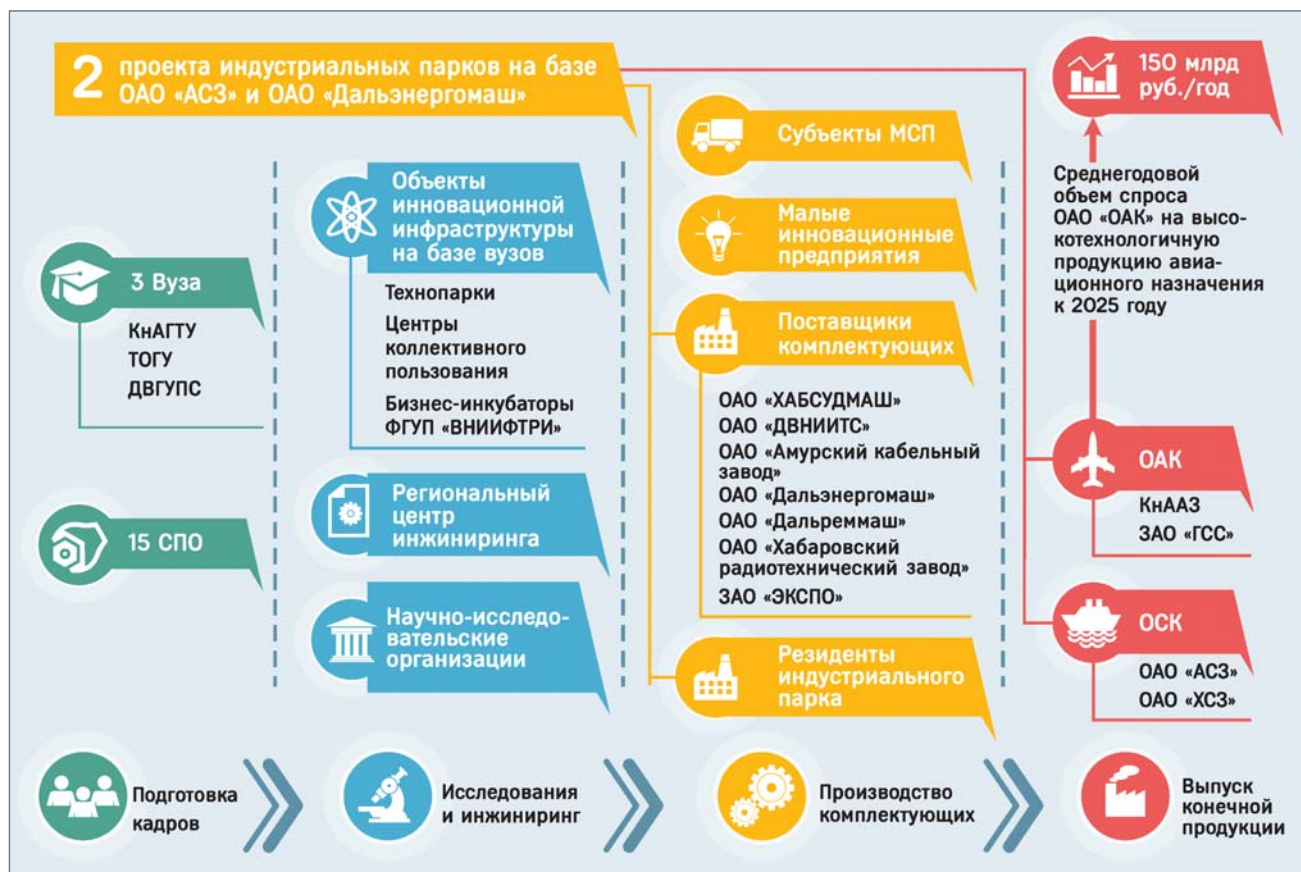 2 проекта индустриальных парков на базе
ОАО «АСЗ» и ОАО «Дальэнергомаш»
3 Вуза
КнАГТУ
ТОГУ
ДВГУПС
15 СПО
Объекты
инновационной
инфраструктуры
на базе вузов
Технопарки
Центры
коллективного
пользования
Бизнес-инкубаторы
ФГУП «ВНИИФТРИ»
Региональный
центр
инжиниринга
Научно-исследо-
вательские
организации
Субъекты МСП
Малые
инновационные
предприятия
Поставщики
комплектующих
ОАО «ХАБСУДМАШ»
ОАО «ДВНИИТС»
ОАО «Амурский кабельный
завод»
ОАО «Дальэнергомаш»
ОАО «Дальреммаш»
ОАО «Хабаровский
радиотехнический завод»
ЗАО «ЭКСПО»
Резиденты
индустриального
парка
150 млрд
руб./год
Среднегодовой
объем спроса
ОАО «ОАК» на высо-
котехнологичную
продукцию авиа-
ционного назначения
к 2025 году
ОАК
КнААЗ
ЗАО «ГСС»
ОСК
ОАО «АСЗ»
ОАО «ХСЗ»
Подготовка
кадров
Исследования
и инжиниринг
Производство
комплектующих
Выпуск
конечной
продукции